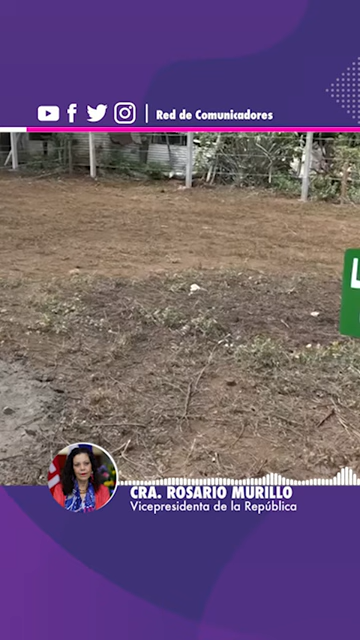 Red de Comunicadores
L
CRA. ROSARIO MURILLO
Vicepresidenta de la República